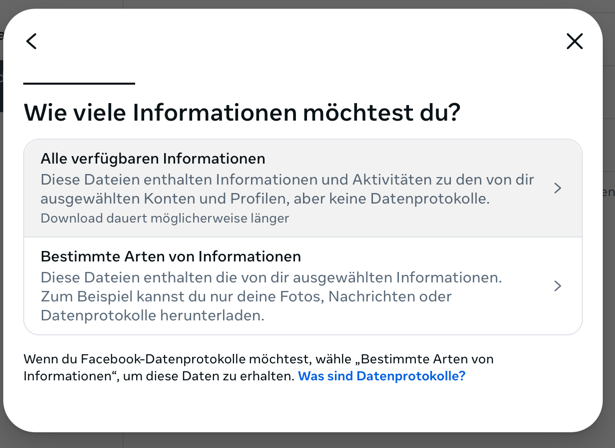 Wie viele Informationen möchtest du?
Alle verfügbaren Informationen
Diese Dateien enthalten Informationen und Aktivitäten zu den von dir
ausgewählten Konten und Profilen, aber keine Datenprotokolle.
Download dauert möglicherweise länger
Bestimmte Arten von Informationen
Diese Dateien enthalten die von dir ausgewählten Informationen.
Zum Beispiel kannst du nur deine Fotos, Nachrichten oder
Datenprotokolle herunterladen.
Wenn du Facebook-Datenprotokolle möchtest, wähle „Bestimmte Arten von
Informationen“, um diese Daten zu erhalten. Was sind Datenprotokolle?